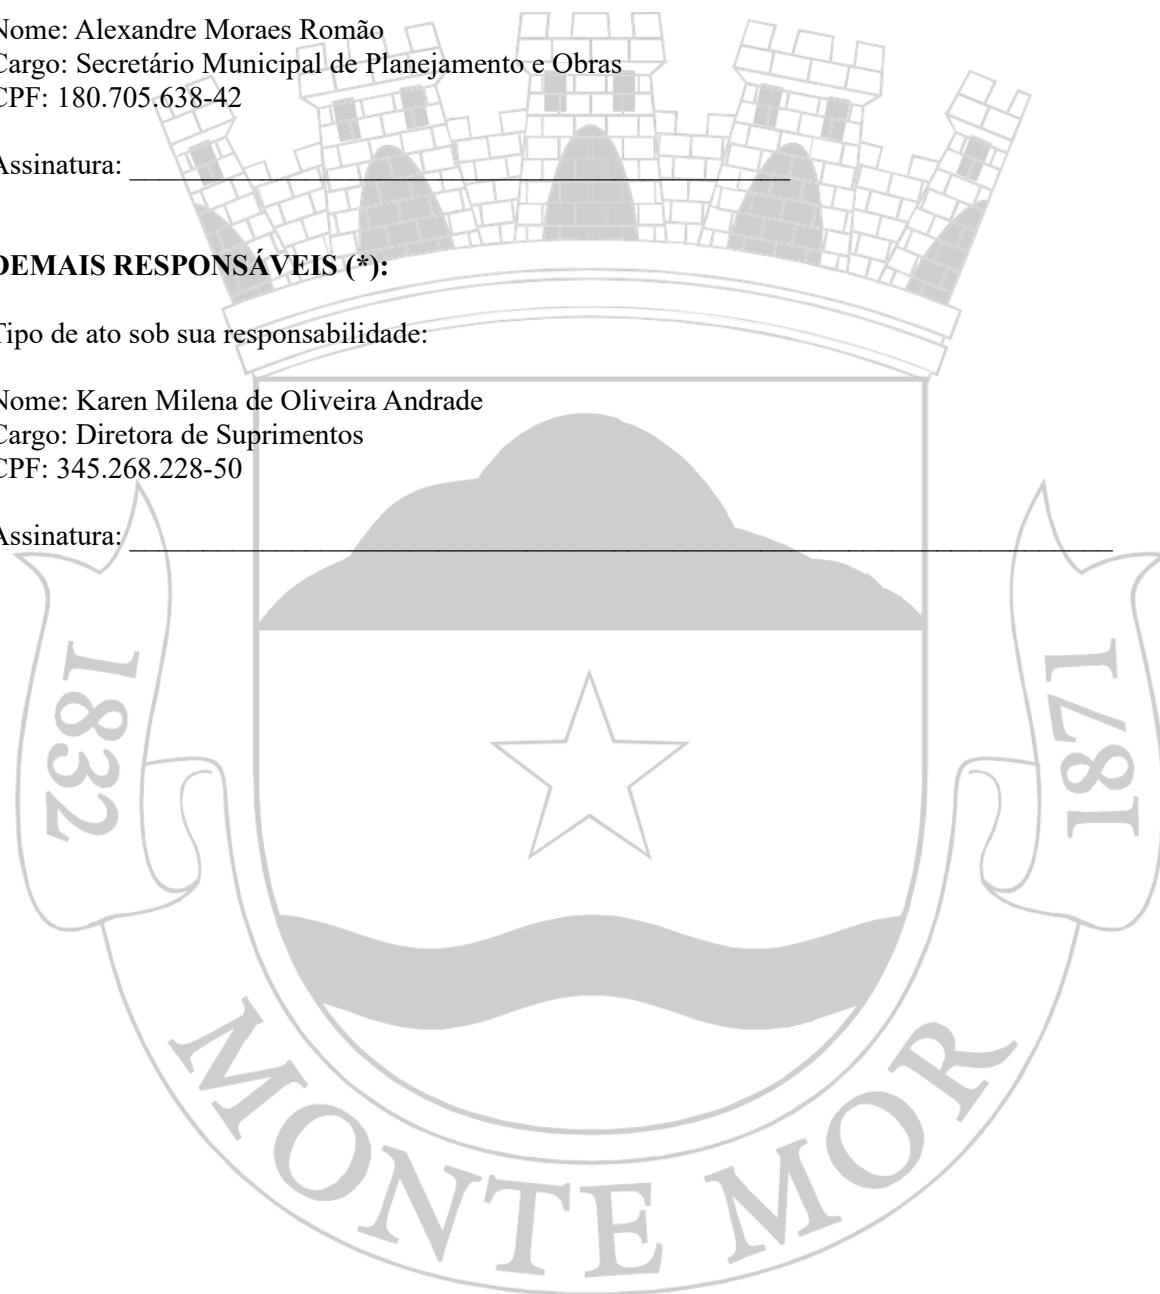 Nome: Alexandre Moraes Romão
Cargo: Secretário Municipal de Planejamento e Obras
CPF: 180.705.638-42
Assinatura: ______________________________________________
DEMAIS RESPONSÁVEIS (*):
Tipo de ato sob sua responsabilidade:
Nome: Karen Milena de Oliveira Andrade
Cargo: Diretora de Suprimentos
CPF: 345.268.228-50
Assinatura: ____________________________________________________________________
1832
1871
MONTE MOR